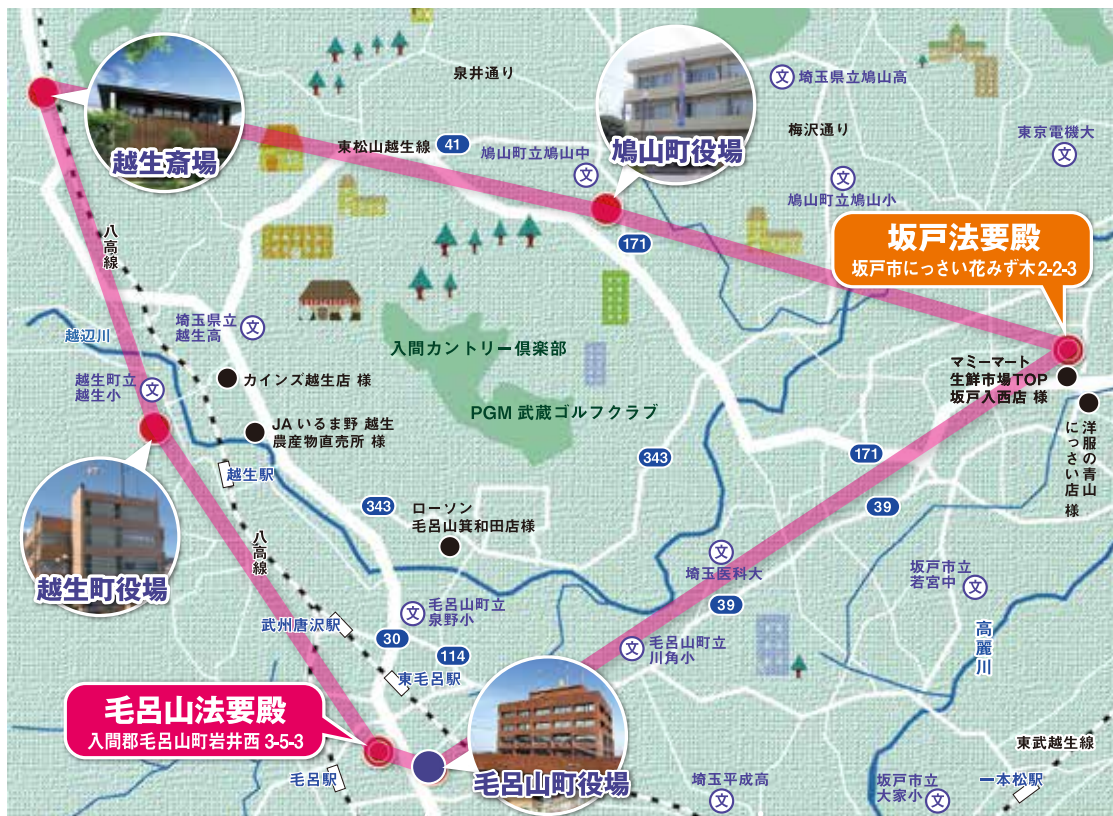 泉井通り
文
埼玉県立鳩山高
越生斎場
東松山越生線
41
鳩山町立鳩山中
文
鳩山町役場
梅沢通り
東京電機大
文
文
鳩山町立鳩山小
171
坂戸法要殿
坂戸市にっさい花みず木2-2-3
八高線
越辺川
埼玉県立
越生高
文
入間カントリー倶楽部
マミーマート
生鮮市場TOP
坂戸入西店 様
越生町立
越生小
文
カインズ越生店 様
PGM 武蔵ゴルフクラブ
JA いるま野 越生
農産物直売所 様
洋服の青山
にっさい店 様
171
343
越生駅
343
ローソン
毛呂山箕和田店様
39
八高線
文
埼玉医科大
坂戸市立
若宮中
文
越生町役場
文
毛呂山町立
泉野小
39
武州唐沢駅
30
文
毛呂山町立
川角小
高麗川
114
東毛呂駅
毛呂山法要殿
入間郡毛呂山町岩井西 3-5-3
毛呂山町役場
東武越生線
毛呂駅
埼玉平成高
文
坂戸市立
大家小
文
一本松駅